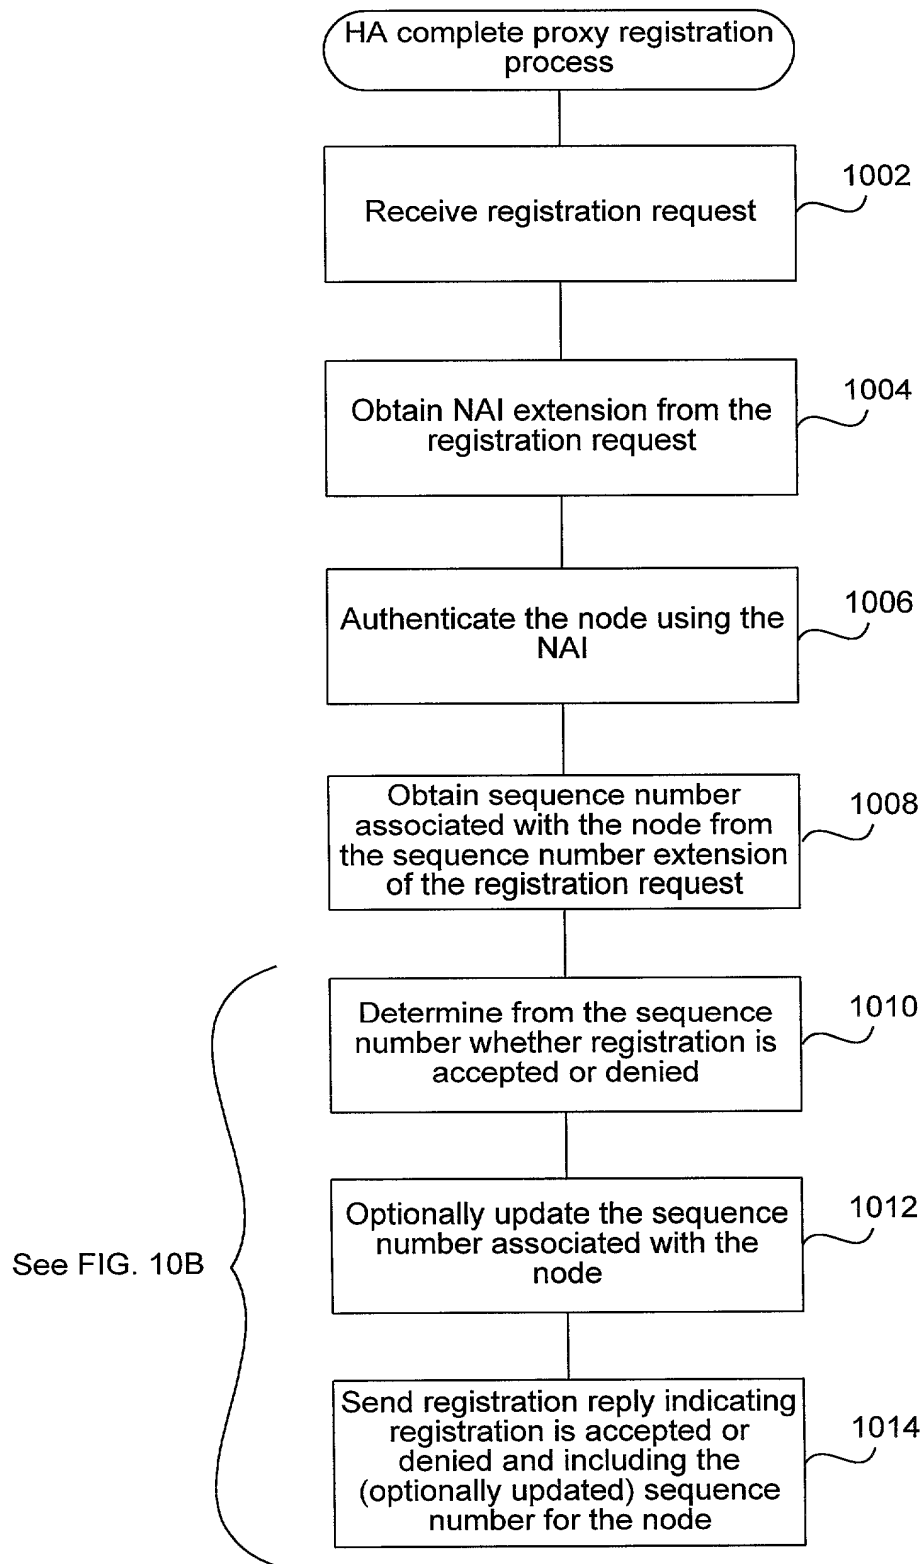 HA complete proxy registration
process
1002
Receive registration request
1004
Obtain NAI extension from the
registration request
1006
Authenticate the node using the
NAI
1008
Obtain sequence number
associated with the node from
the sequence number extension
of the registration request
1010
Determine from the sequence
number whether registration is
accepted or denied
1012
Optionally update the sequence
number associated with the
node
See FIG. 10B
1014
Send registration reply indicating
registration is accepted or
denied and including the
(optionally updated) sequence
number for the node